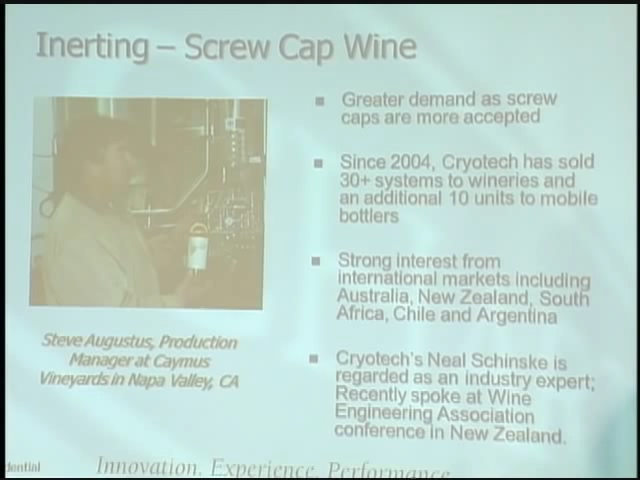 Inerting – Screw Cap Wine
Greater demand as screw
caps are more accepted
Since 2004, Cryotech has sold
30+ systems to wineries and
an additional 10 units to mobile
bottlers
Strong interest from
international markets including
Australia, New Zealand, South
Africa, Chile and Argentina
Cryotech's Neal Schinske is
regarded as an industry expert;
Recently spoke at Wine
Engineering Association
conference in New Zealand.
Steve Augustus, Production
Manager at Caymus
Vineyards in Napa Valley, CA
dential
Innovation. Experience. Performance